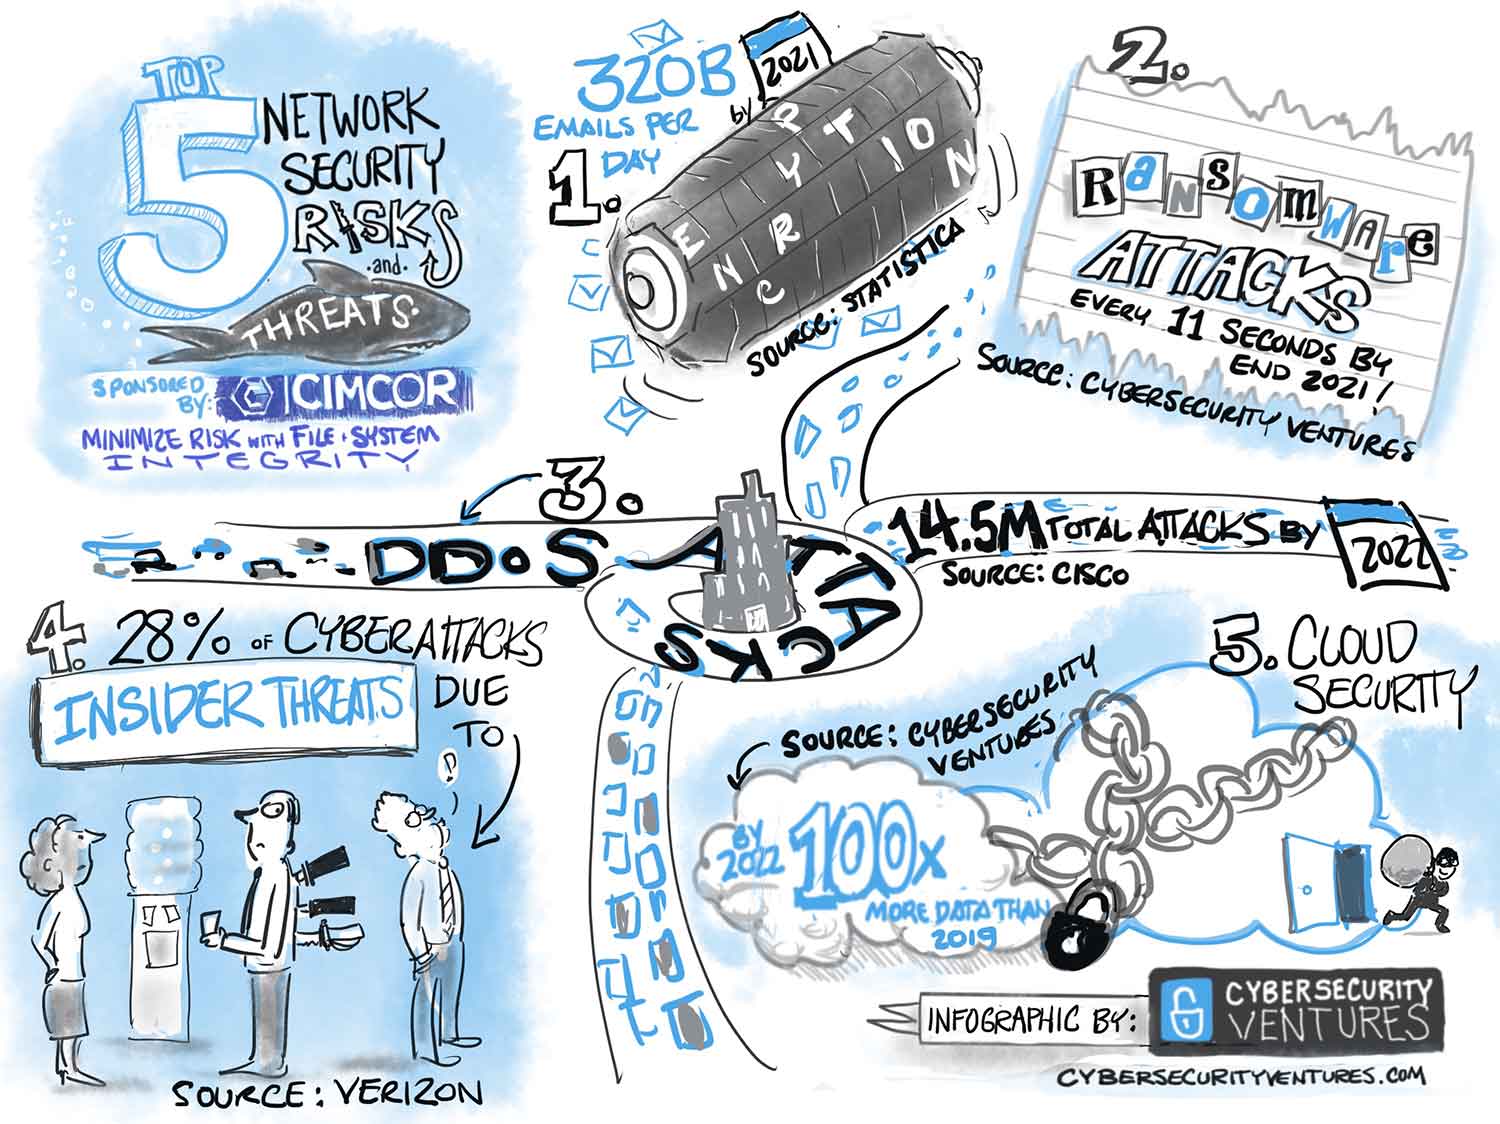 TOP
5
NETWORK
SECURITY
RISKS
-and-
THREATS.
SPONSORED
BY:
CIMCOR
MINIMIZE RISK WITH FILE + SYSTEM
INTEGRITY
1.
320B
EMAILS PER
DAY
by
2021
ENCRYPTION
SOURCE: STATISTICA
2.
RANSOMWARe
ATTACKS
EVERY 11 SECONDS BY
END 2021!
SOURCE: CYBERSECURITY VENTURES
3.
DDoS ATTACKS
14.5M TOTAL ATTACKS BY
2022
SOURCE: CISCO
4. 28% OF CYBERATTACKS
INSIDER THREATS
DUE
TO
!
SOURCE: VERIZON
5. CLOUD
SECURITY
SOURCE: CYBERSECURITY
VENTURES
BY
2022
100x
MORE DATA THAN
2019
INFOGRAPHIC BY:
CYBERSECURITY
VENTURES
CYBERSECURITYVENTURES.COM